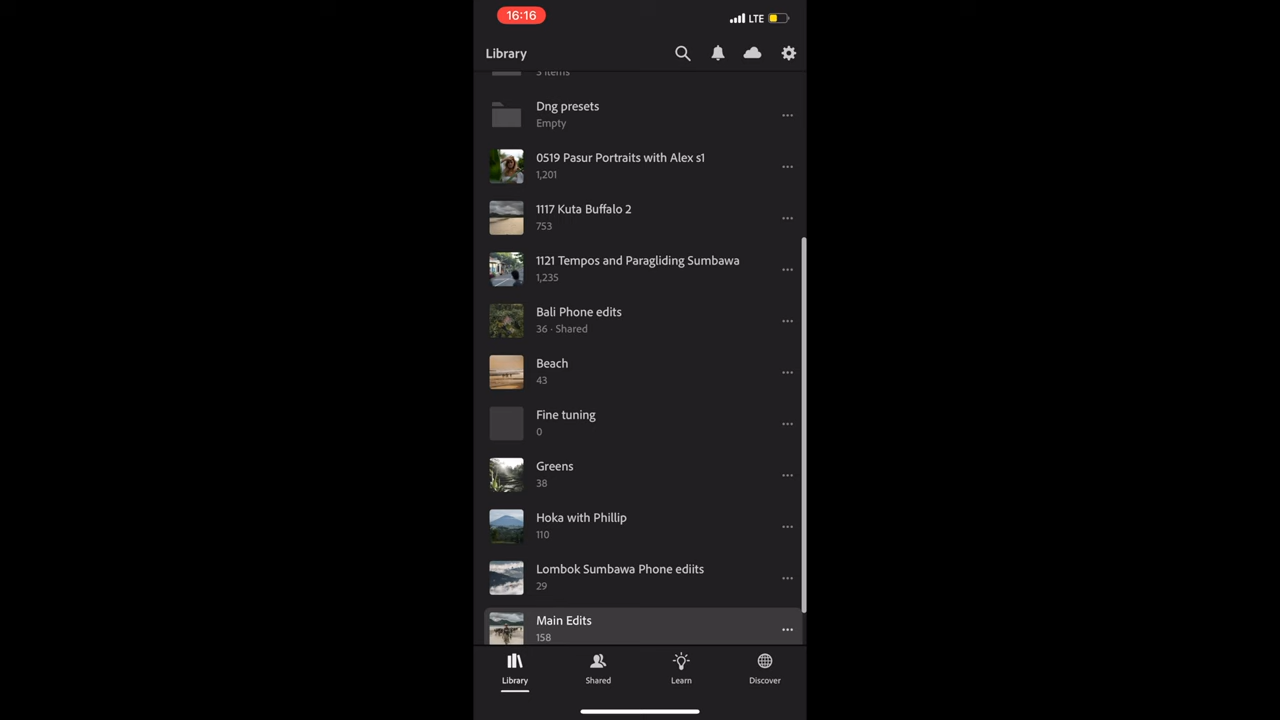 16:16
LTE
Library
3 items
Dng presets
Empty
0519 Pasur Portraits with Alex s1
1,201
1117 Kuta Buffalo 2
753
1121 Tempos and Paragliding Sumbawa
1,235
Bali Phone edits
36 · Shared
Beach
43
Fine tuning
0
Greens
38
Hoka with Phillip
110
Lombok Sumbawa Phone ediits
29
Main Edits
158
Library
Shared
Learn
Discover